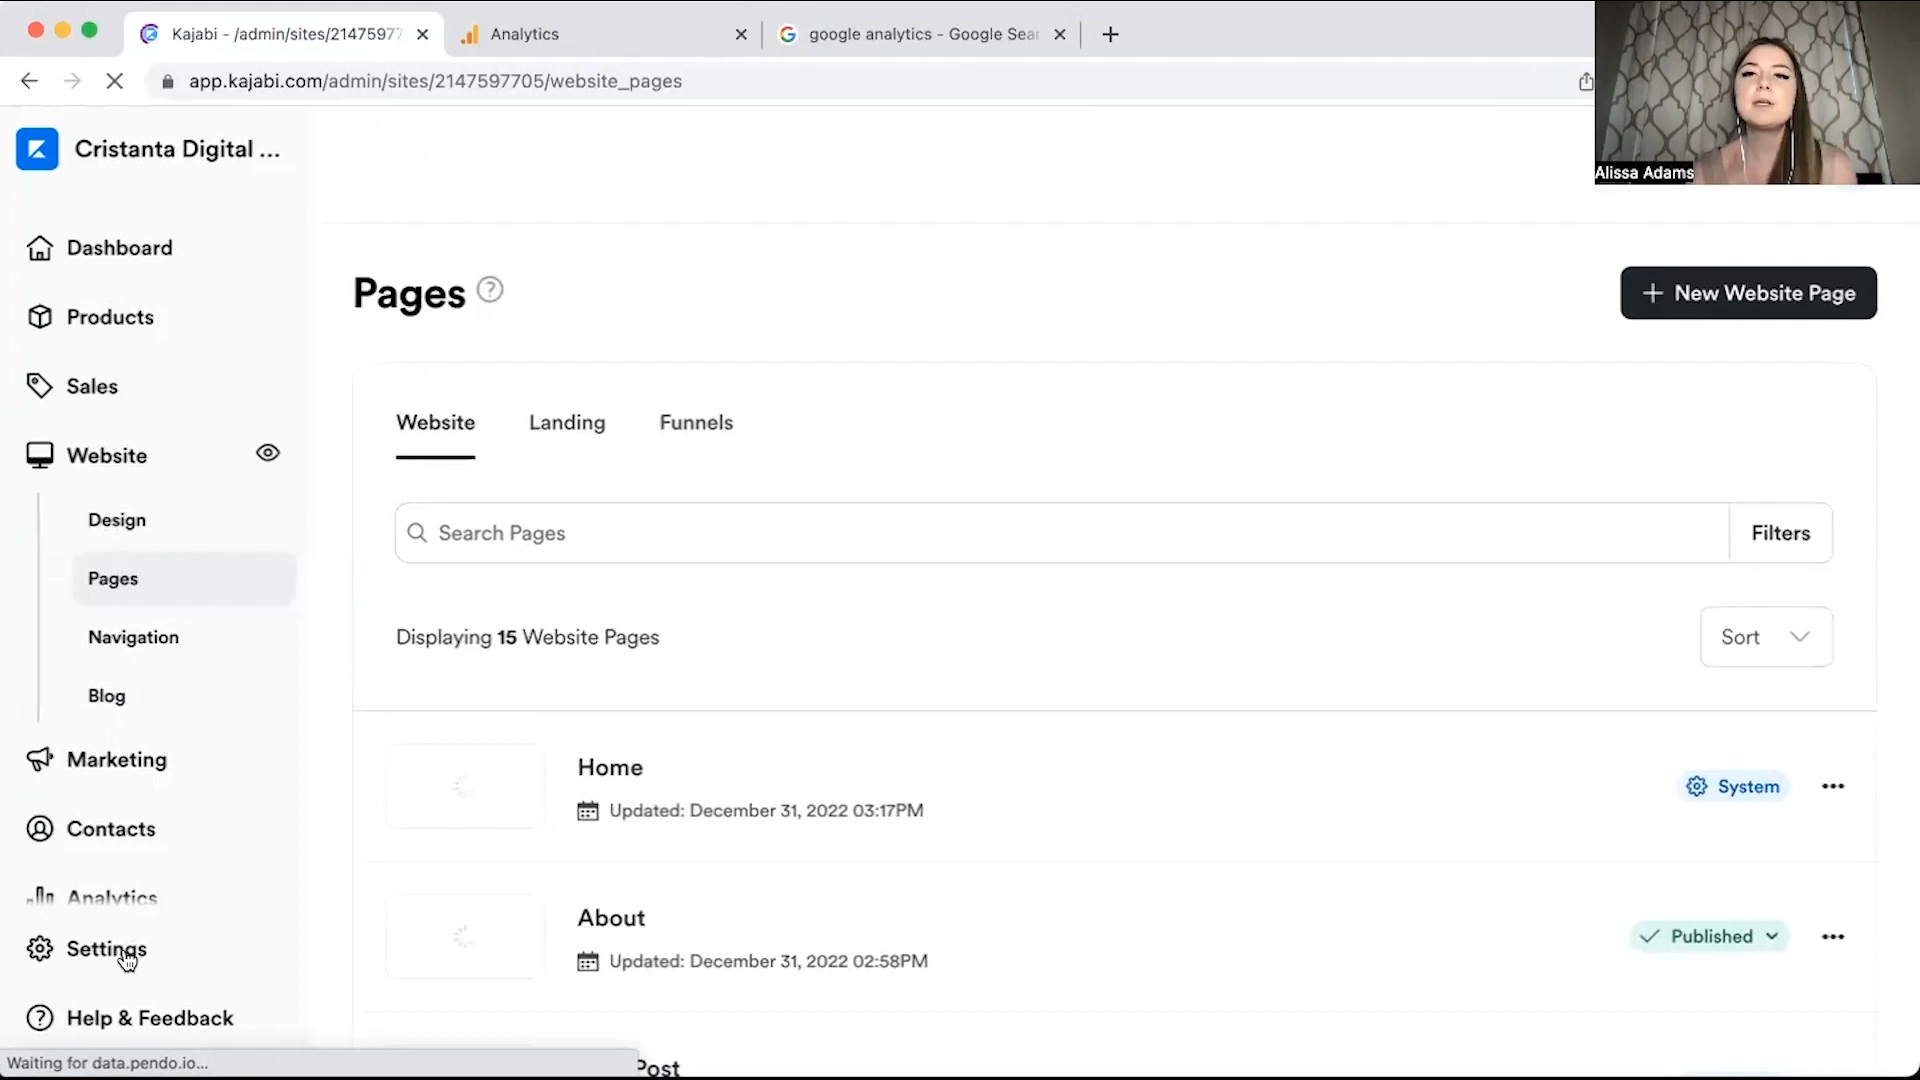 Kajabi - /admin/sites/21475977
Analytics
google analytics - Google Sear
app.kajabi.com/admin/sites/2147597705/website_pages
Alissa Adams
Cristanta Digital ...
Dashboard
Products
Sales
Website
Design
Pages
Navigation
Blog
Marketing
Contacts
Analytics
Settings
Help & Feedback
Waiting for data.pendo.io...
Pages ?
+ New Website Page
Website Landing Funnels
Search Pages Filters
Displaying 15 Website Pages Sort
Home
Updated: December 31, 2022 03:17PM
System
About
Updated: December 31, 2022 02:58PM
Published
Post